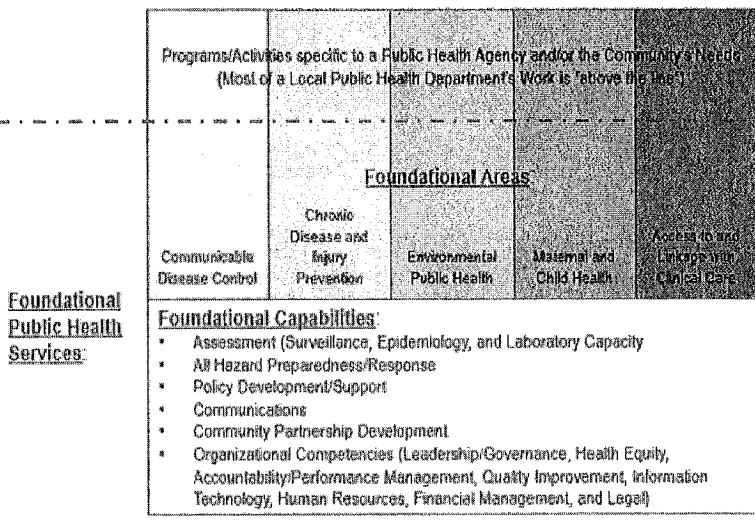 Programs/Activities specific to a Public Health Agency and/or the Community's Needs
(Most of a Local Public Health Department's Work is "above the line")
Foundational Areas
Communicable
Disease Control
Chronic
Disease and
Injury
Prevention
Environmental
Public Health
Maternal and
Child Health
Access to and
Linkage with
Clinical Care
Foundational
Public Health
Services:
Foundational Capabilities:
• Assessment (Surveillance, Epidemiology, and Laboratory Capacity
• All Hazard Preparedness/Response
• Policy Development/Support
• Communications
• Community Partnership Development
• Organizational Competencies (Leadership/Governance, Health Equity,
Accountability/Performance Management, Quality Improvement, Information
Technology, Human Resources, Financial Management, and Legal)